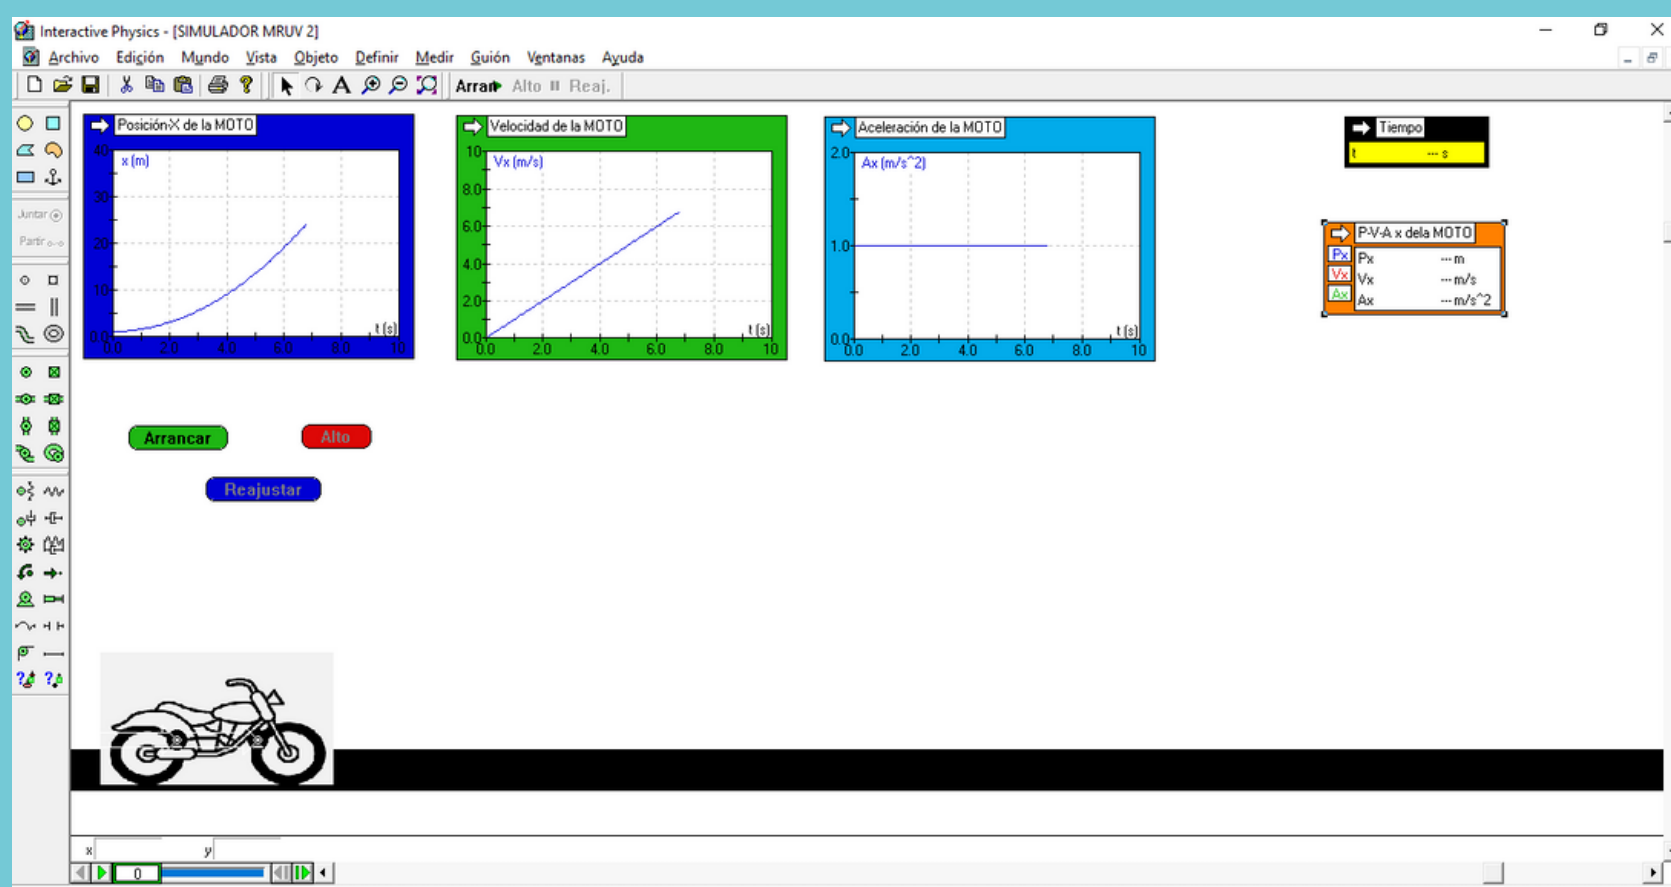 Interactive Physics - [SIMULADOR MRUV 2]
Archivo Edición Mundo Vista Objeto Definir Medir Guión Ventanas Ayuda
Arran Alto Reaj.
Juntar
Partir
Posición-X de la MOTO
x (m)
40
30
20
10
0.0
0.0 2.0 4.0 6.0 8.0 10
t (s)
Velocidad de la MOTO
Vx (m/s)
10
8.0
6.0
4.0
2.0
0.0
0.0 2.0 4.0 6.0 8.0 10
t (s)
Aceleración de la MOTO
Ax (m/s^2)
2.0
1.0
0.0
0.0 2.0 4.0 6.0 8.0 10
t (s)
Tiempo
t --- s
P-V-A x dela MOTO
Px Px --- m
Vx Vx --- m/s
Ax Ax --- m/s^2
Arrancar
Alto
Reajustar
x y
0